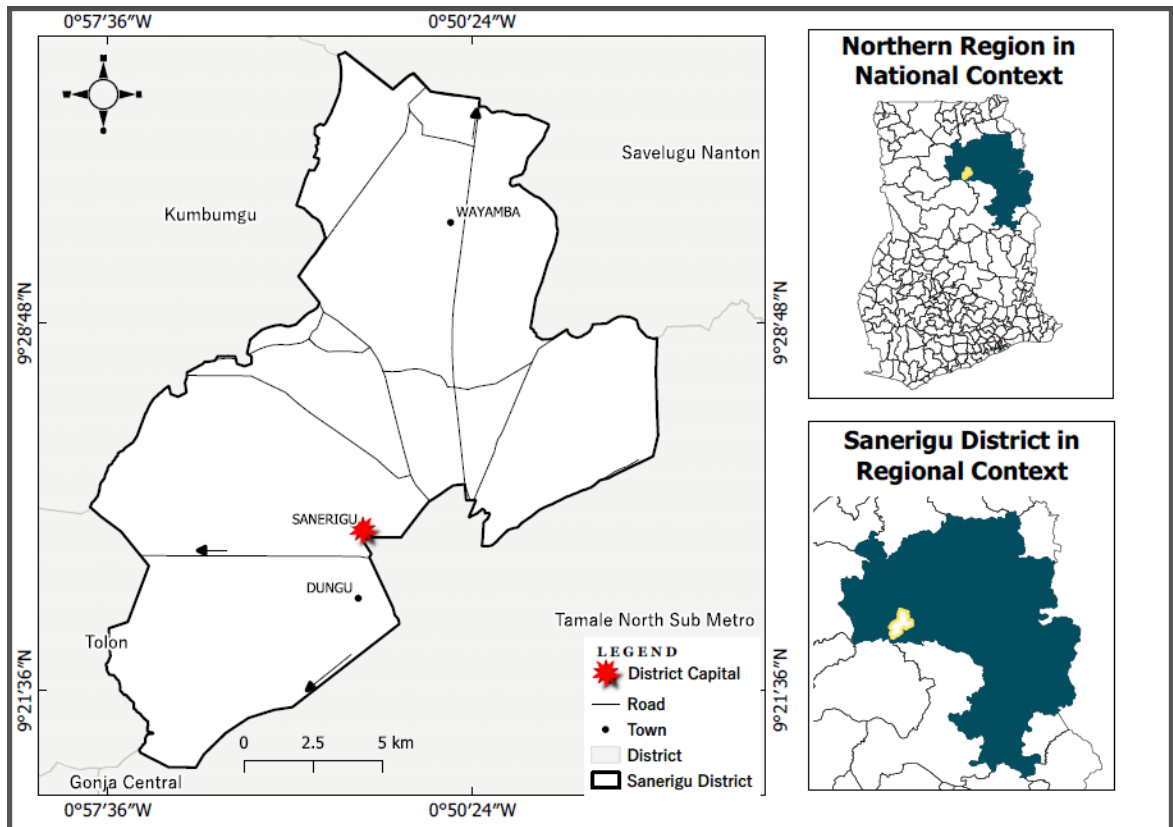 0°57’36”W
0°50’24”W
N
W
S
Savelugu Nanton
Kumbumgu
WAYAMBA
9°28’48”N
9°28’48”N
SANERIGU
DUNGU
Tamale North Sub Metro
Tolon
9°21’36”N
9°21’36”N
0 2.5 5 km
Gonja Central
LEGEND
District Capital
Road
Town
District
Sanerigu District
0°57’36”W
0°50’24”W
Northern Region in
National Context
Sanerigu District in
Regional Context